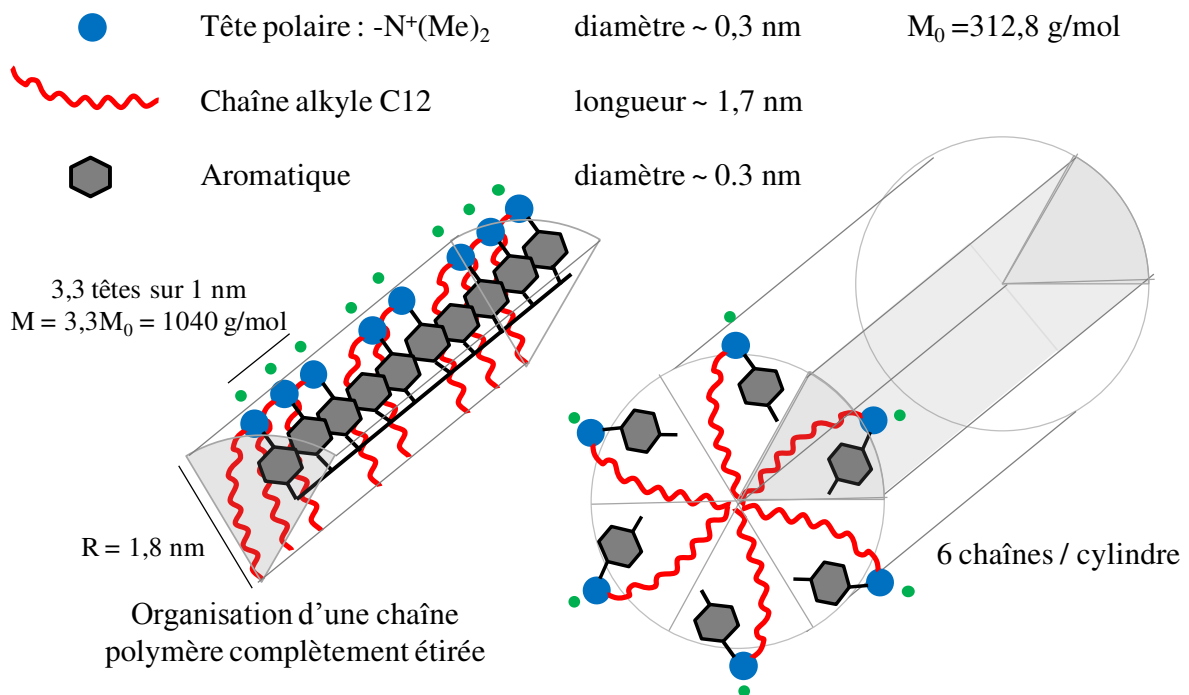 Tête polaire : -N⁺(Me)₂ diamètre ~ 0,3 nm M₀ =312,8 g/mol
Chaîne alkyle C12 longueur ~ 1,7 nm
Aromatique diamètre ~ 0.3 nm
3,3 têtes sur 1 nm
M = 3,3M₀ = 1040 g/mol
R = 1,8 nm
6 chaînes / cylindre
Organisation d’une chaîne
polymère complètement étirée